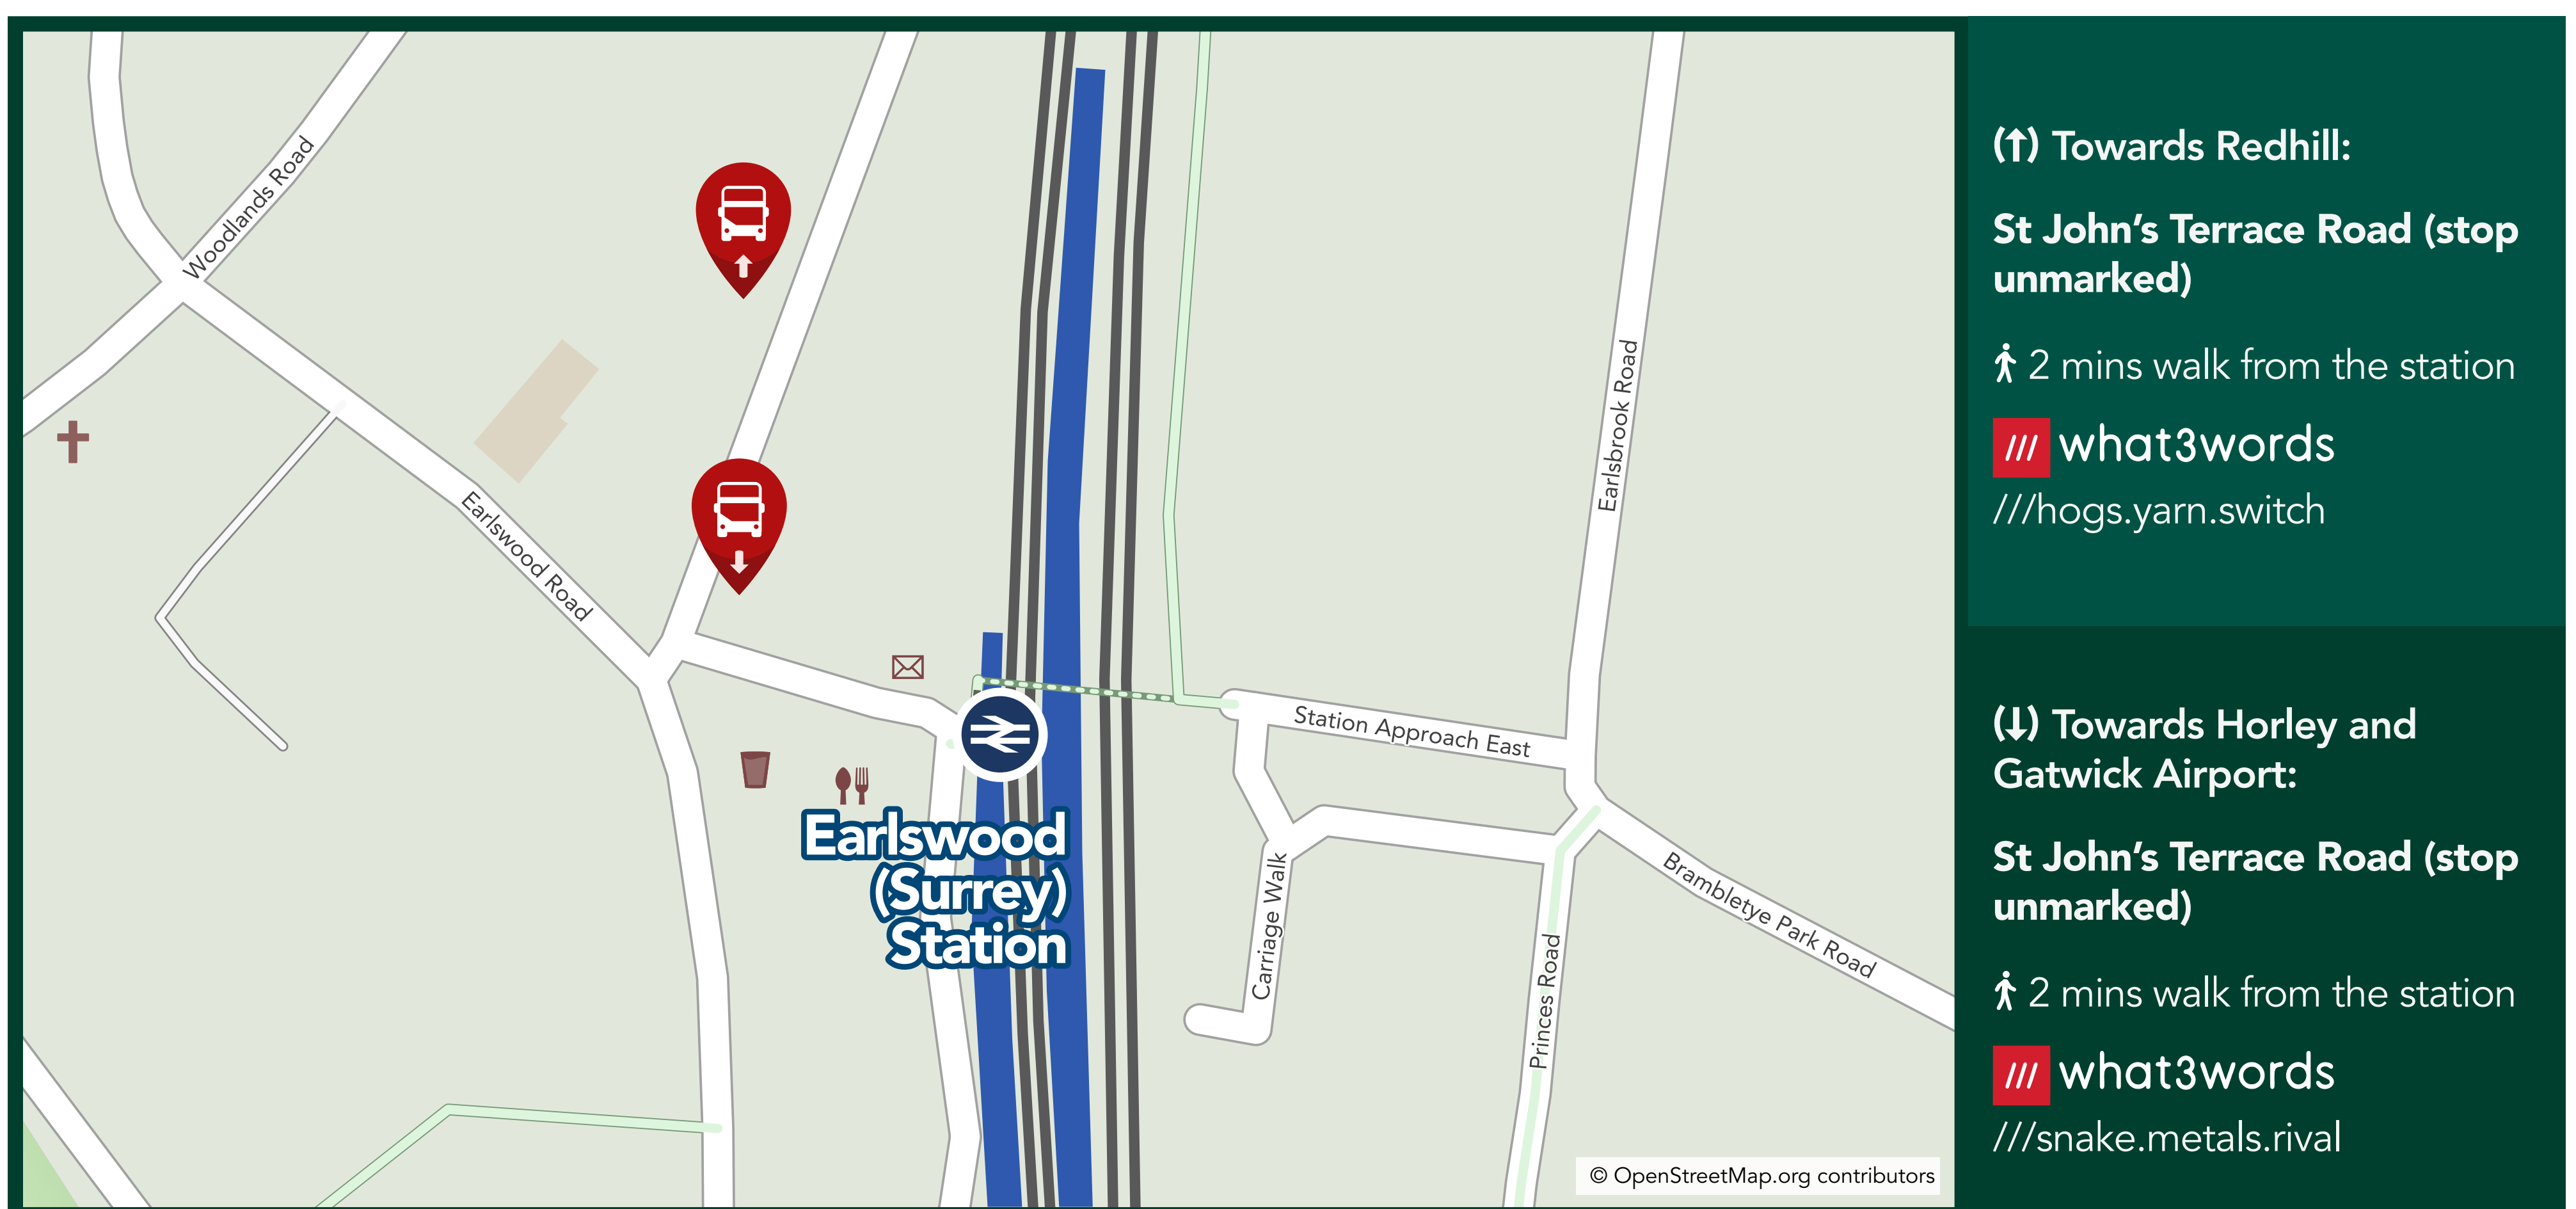 Woodlands Road
Earlswood Road
Earlsbrook Road
Station Approach East
Earlswood
(Surrey)
Station
Carriage Walk
Brambletye Park Road
Princes Road
© OpenStreetMap.org contributors
(↑) Towards Redhill:
St John’s Terrace Road (stop
unmarked)
2 mins walk from the station
/// what3words
///hogs.yarn.switch
(↓) Towards Horley and
Gatwick Airport:
St John’s Terrace Road (stop
unmarked)
2 mins walk from the station
/// what3words
///snake.metals.rival